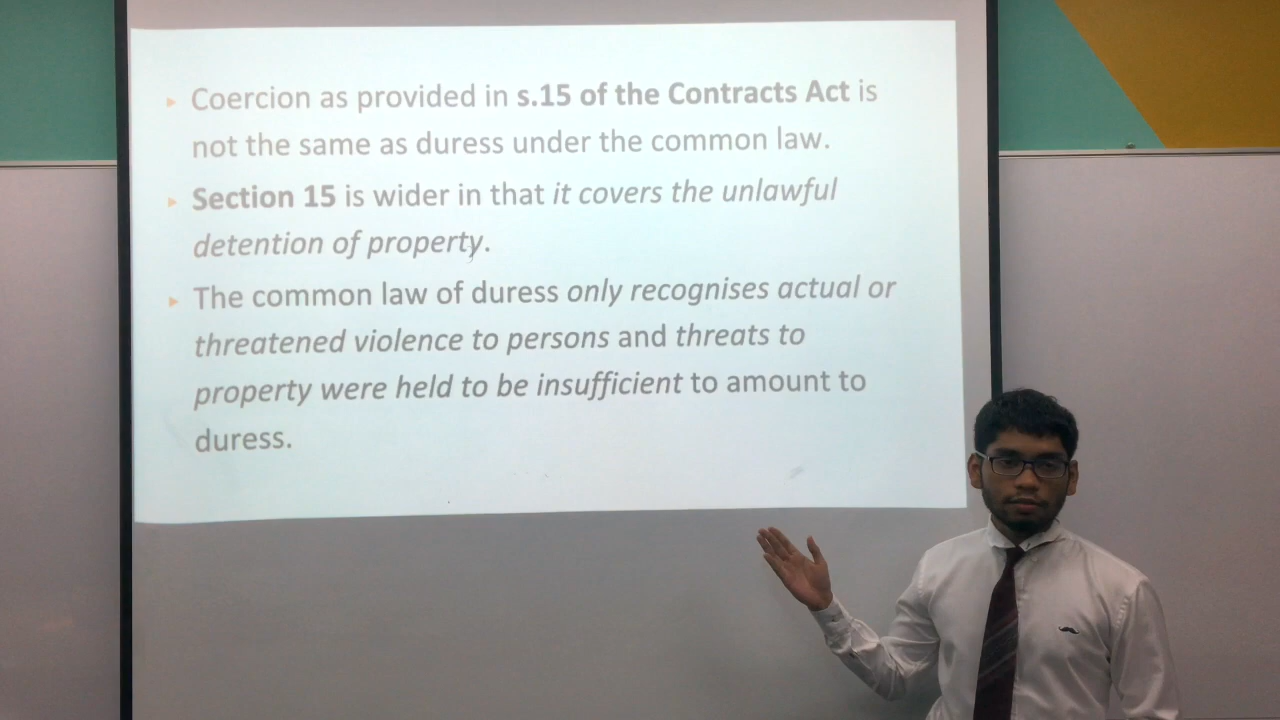 Coercion as provided in s.15 of the Contracts Act is
not the same as duress under the common law.
Section 15 is wider in that it covers the unlawful
detention of property.
The common law of duress only recognises actual or
threatened violence to persons and threats to
property were held to be insufficient to amount to
duress.